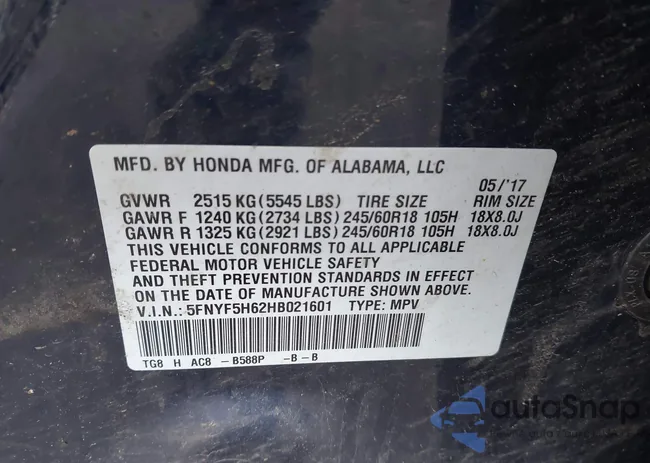 MFD. BY HONDA MFG. OF ALABAMA, LLC
05/'17
GVWR 2515 KG (5545 LBS) TIRE SIZE RIM SIZE
GAWR F 1240 KG (2734 LBS) 245/60R18 105H 18X8.0J
GAWR R 1325 KG (2921 LBS) 245/60R18 105H 18X8.0J
THIS VEHICLE CONFORMS TO ALL APPLICABLE
FEDERAL MOTOR VEHICLE SAFETY
AND THEFT PREVENTION STANDARDS IN EFFECT
ON THE DATE OF MANUFACTURE SHOWN ABOVE.
V.I.N.: 5FNYF5H62HB021601 TYPE: MPV
TG8 H AC8 -B588P -B-B
autoSnap